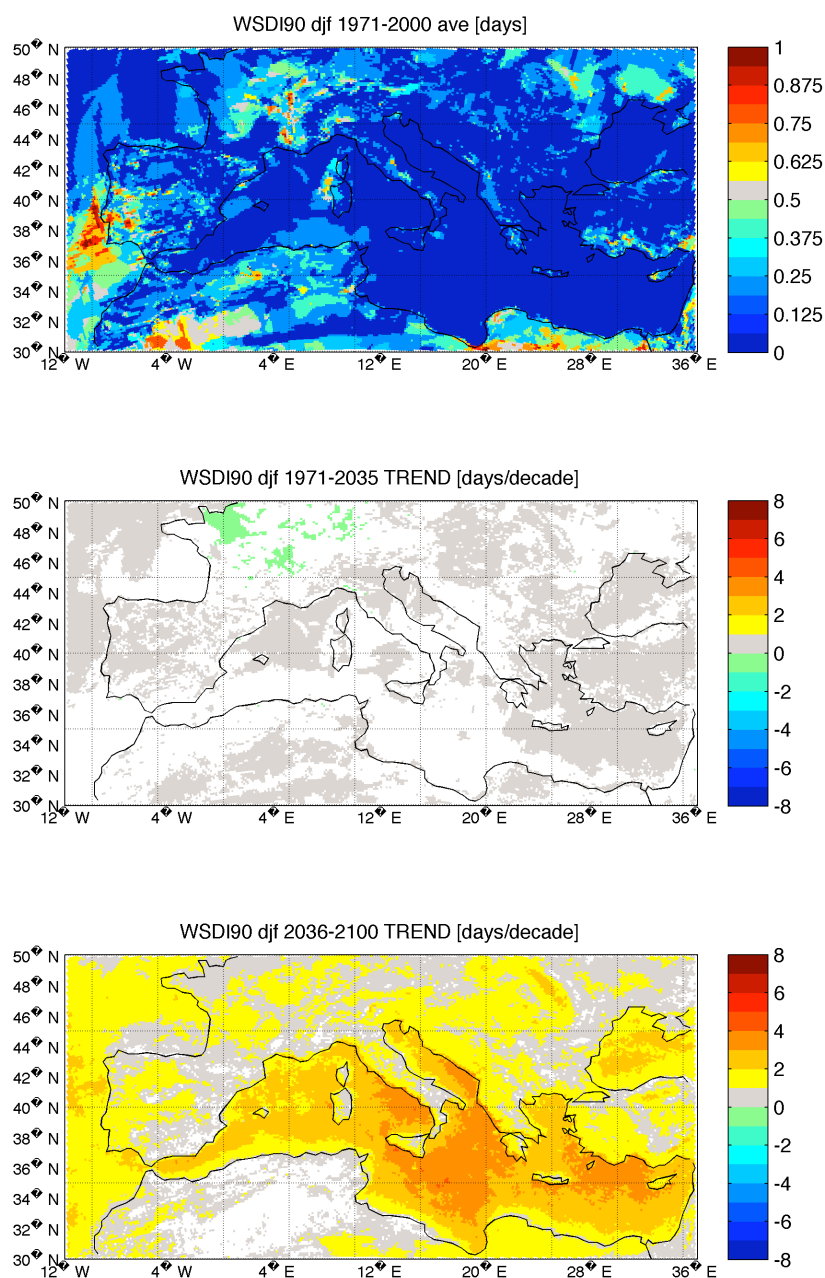 WSDI90 djf 1971-2000 ave [days]
50� N
48� N
46� N
44� N
42� N
40� N
38� N
36� N
34� N
32� N
30� N
12� W
4� W
4� E
12� E
20� E
28� E
36� E
1
0.875
0.75
0.625
0.5
0.375
0.25
0.125
0
WSDI90 djf 1971-2035 TREND [days/decade]
50� N
48� N
46� N
44� N
42� N
40� N
38� N
36� N
34� N
32� N
30� N
12� W
4� W
4� E
12� E
20� E
28� E
36� E
8
6
4
2
0
-2
-4
-6
-8
WSDI90 djf 2036-2100 TREND [days/decade]
50� N
48� N
46� N
44� N
42� N
40� N
38� N
36� N
34� N
32� N
30� N
12� W
4� W
4� E
12� E
20� E
28� E
36� E
8
6
4
2
0
-2
-4
-6
-8